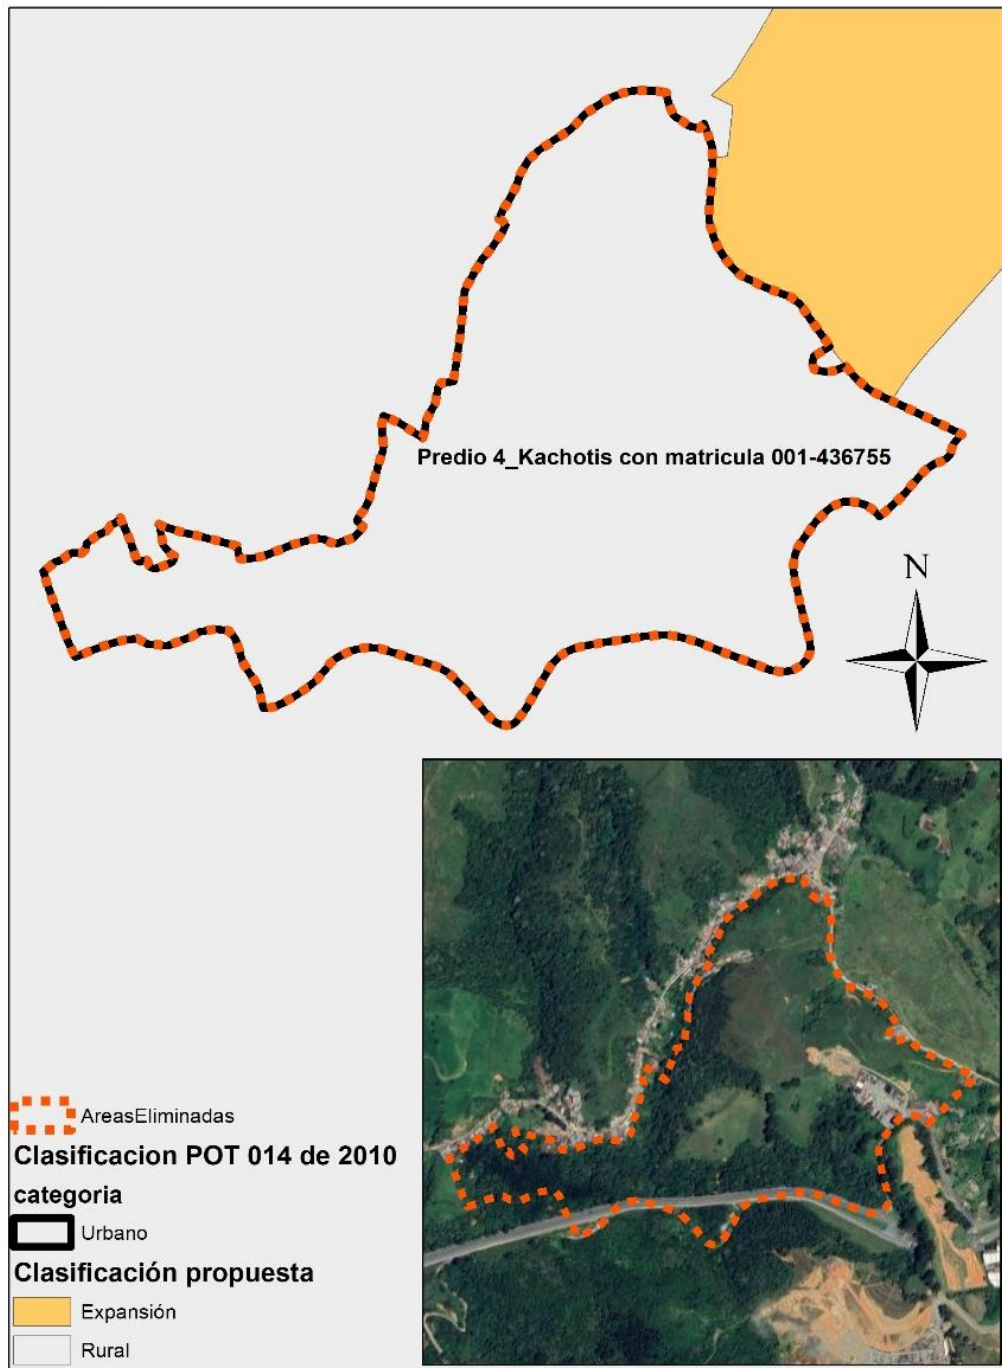 Predio 4_Kachotis con matricula 001-436755
N
AreasEliminadas
Clasificacion POT 014 de 2010
categoria
Urbano
Clasificación propuesta
Expansión
Rural